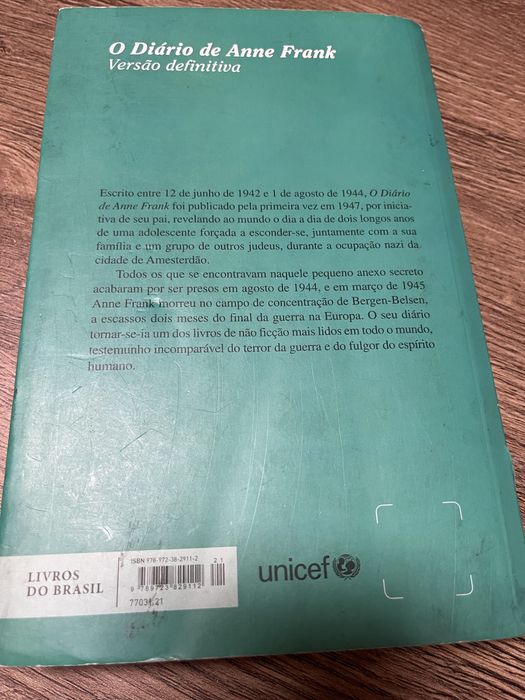 O Diário de Anne Frank
Versão definitiva
Escrito entre 12 de junho de 1942 e 1 de agosto de 1944, O Diário
de Anne Frank foi publicado pela primeira vez em 1947, por inicia-
tiva de seu pai, revelando ao mundo o dia a dia de dois longos anos
de uma adolescente forçada a esconder-se, juntamente com a sua
família e um grupo de outros judeus, durante a ocupação nazi da
cidade de Amesterdão.
Todos os que se encontravam naquele pequeno anexo secreto
acabaram por ser presos em agosto de 1944, e em março de 1945
Anne Frank morreu no campo de concentração de Bergen-Belsen,
a escassos dois meses do final da guerra na Europa. O seu diário
tornar-se-ia um dos livros de não ficção mais lidos em todo o mundo,
testemunho incomparável do terror da guerra e do fulgor do espírito
humano.
LIVROS
DO BRASIL
ISBN 978-972-38-2911-2
2 1
9 789723 829112
77031.21
unicef